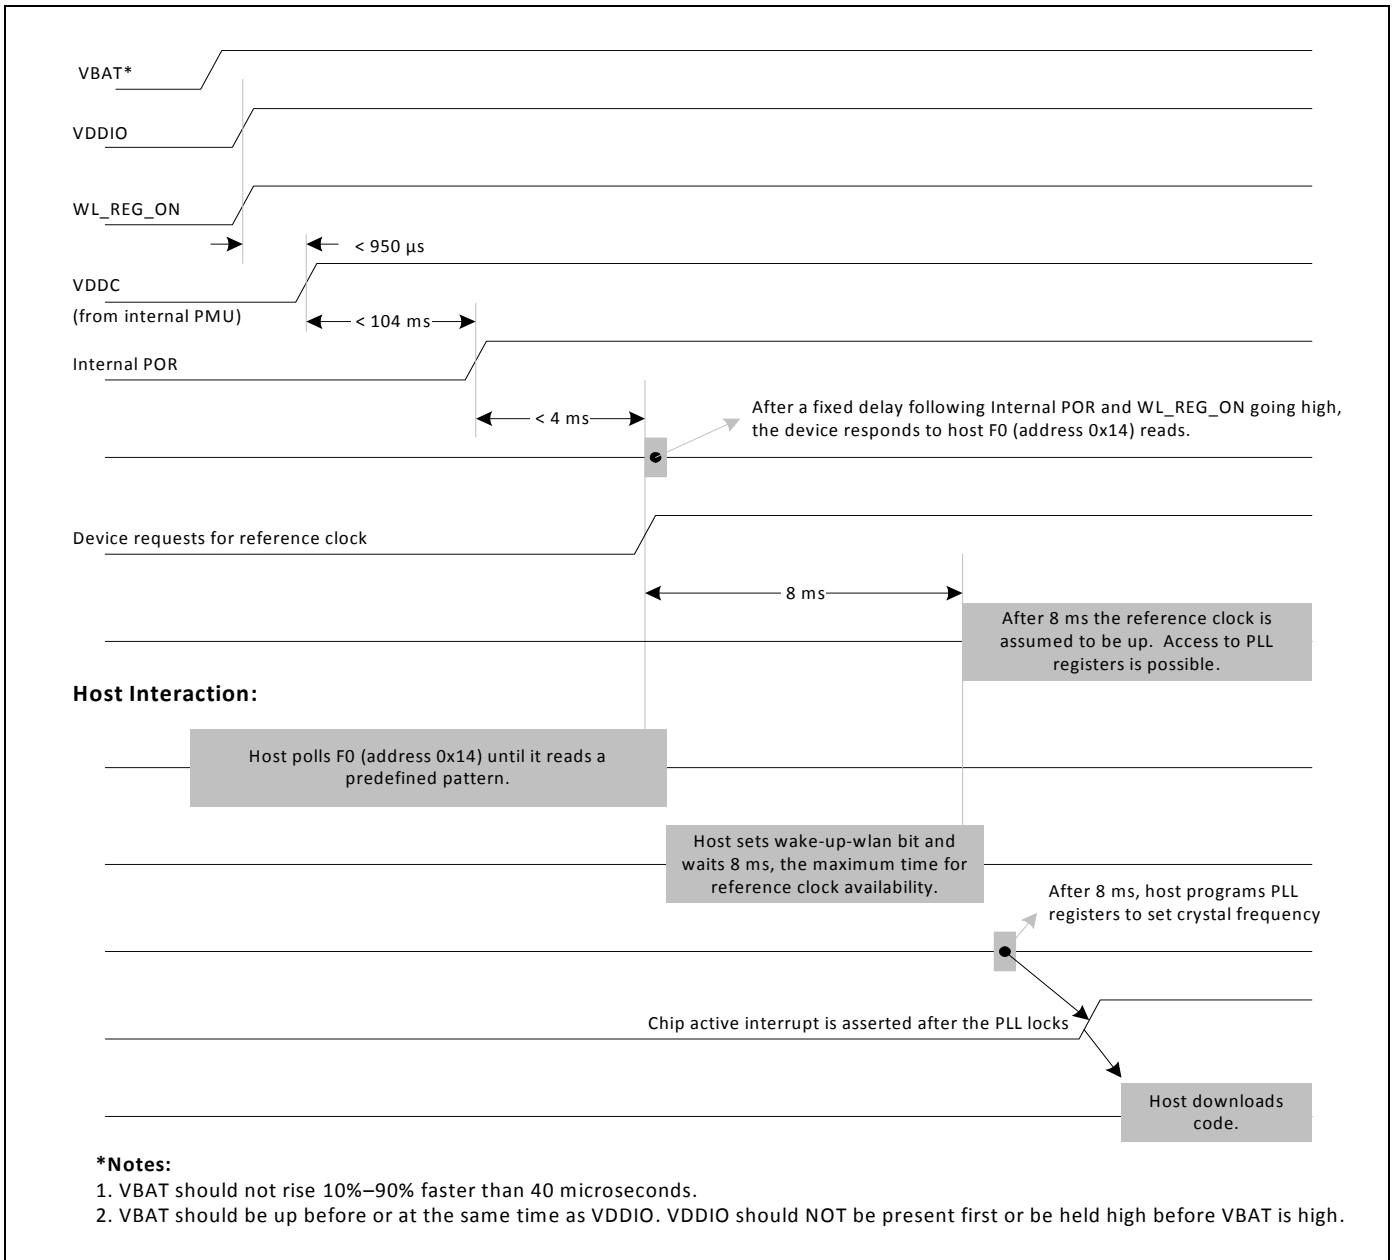 VBAT*
VDDIO
WL_REG_ON
< 950 µs
VDDC
(from internal PMU)
< 104 ms
Internal POR
After a fixed delay following Internal POR and WL_REG_ON going high,
< 4 ms
the device responds to host F0 (address 0x14) reads.
Device requests for reference clock
8 ms
After 8 ms the reference clock is
assumed to be up. Access to PLL
registers is possible.
Host Interaction:
Host polls F0 (address 0x14) until it reads a
predefined pattern.
Host sets wake-up-wlan bit and
waits 8 ms, the maximum time for
reference clock availability.
After 8 ms, host programs PLL
registers to set crystal frequency
Chip active interrupt is asserted after the PLL locks
Host downloads
code.
*Notes:
1. VBAT should not rise 10%–90% faster than 40 microseconds.
2. VBAT should be up before or at the same time as VDDIO. VDDIO should NOT be present first or be held high before VBAT is high.